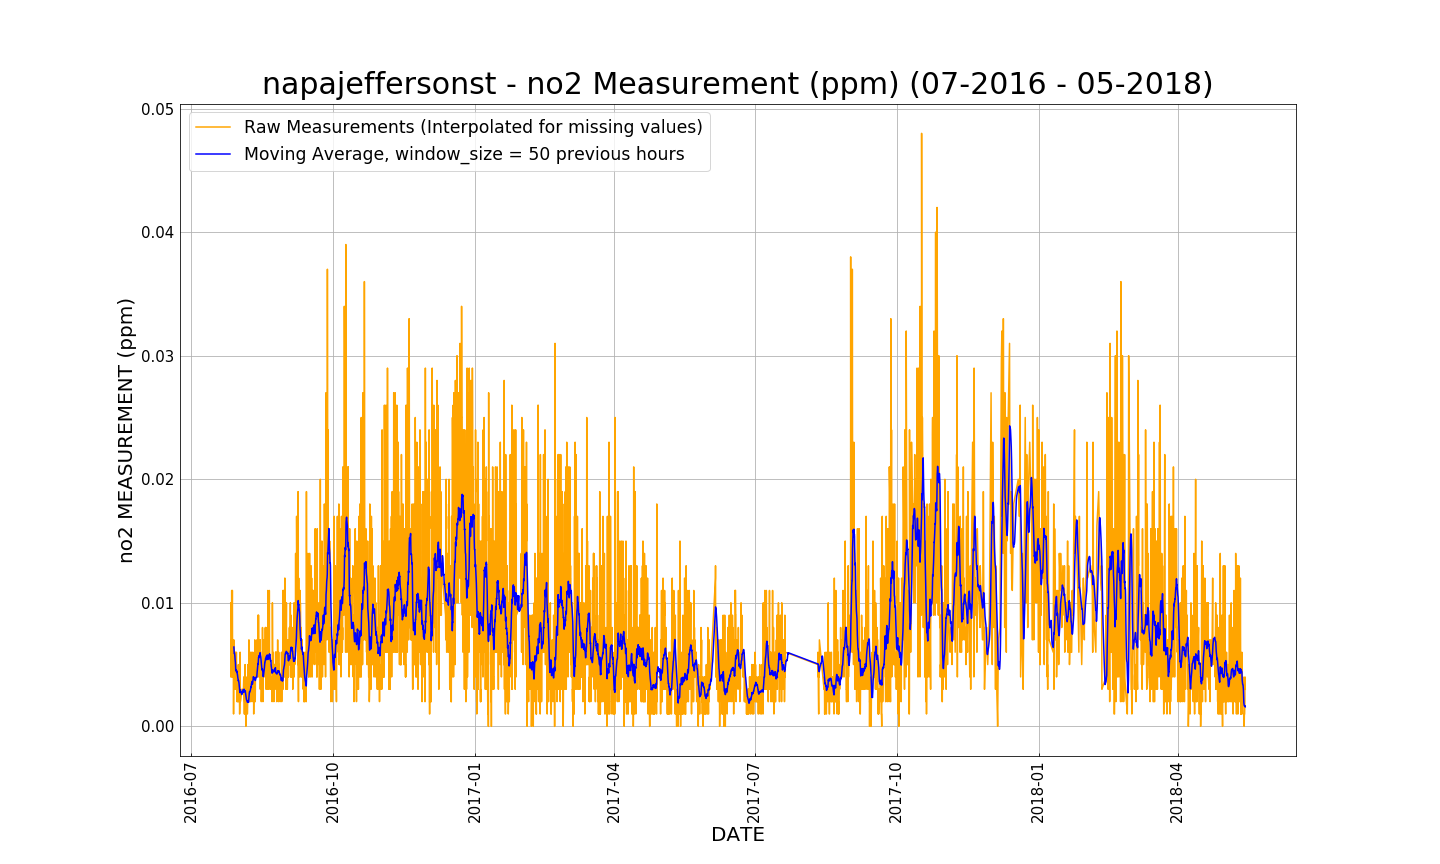 napajeffersonst - no2 Measurement (ppm) (07-2016 - 05-2018)
0.05
Raw Measurements (Interpolated for missing values)
Moving Average, window_size = 50 previous hours
0.04
0.03
no2 MEASUREMENT (ppm)
0.02
0.01
0.00
2016-07
2016-10
2017-01
2017-04
2017-07
2017-10
2018-01
2018-04
DATE